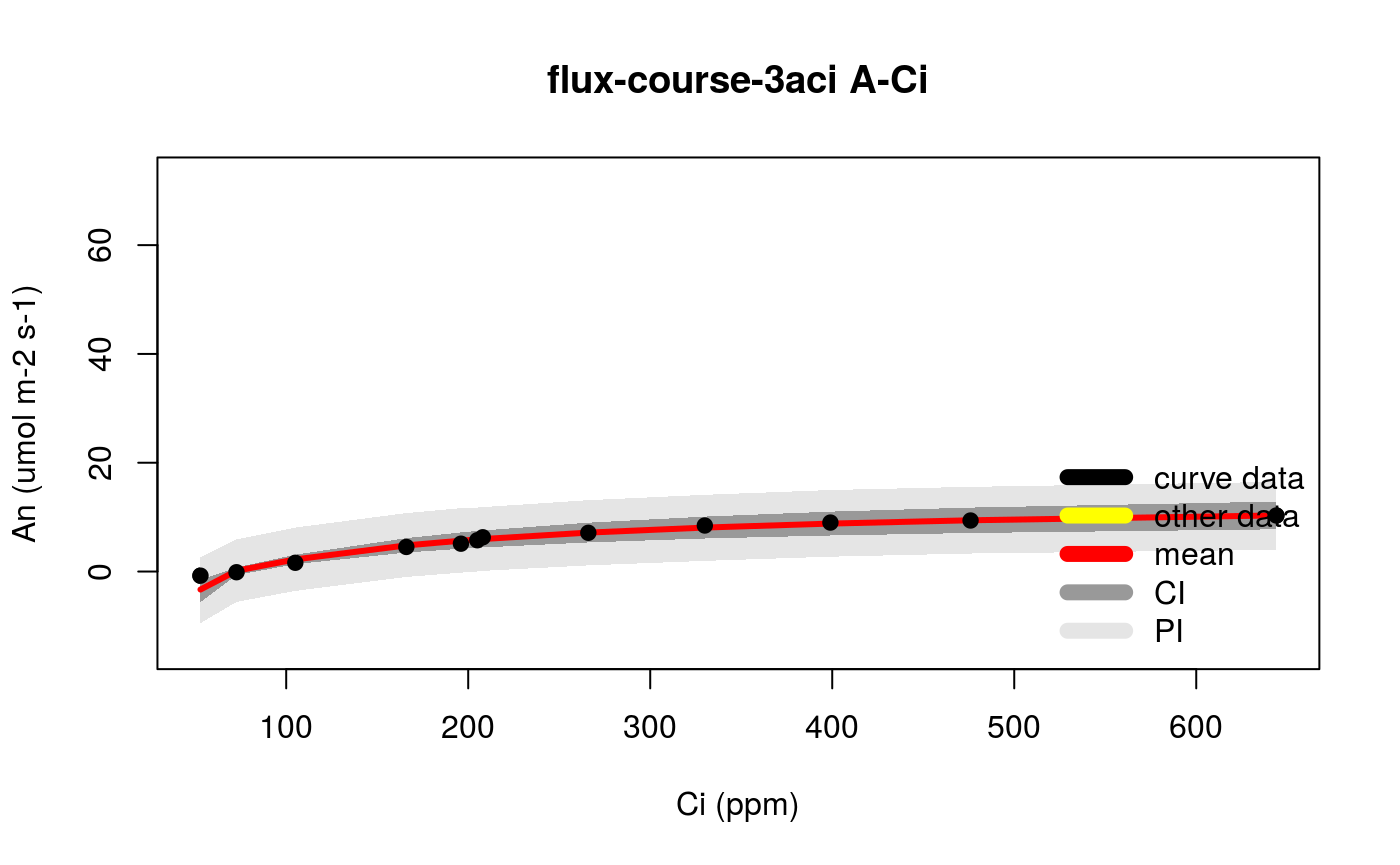 flux-course-3aci A-Ci
An (umol m-2 s-1)
60
40
20
0
curve data
other data
mean
CI
PI
100 200 300 400 500 600
Ci (ppm)